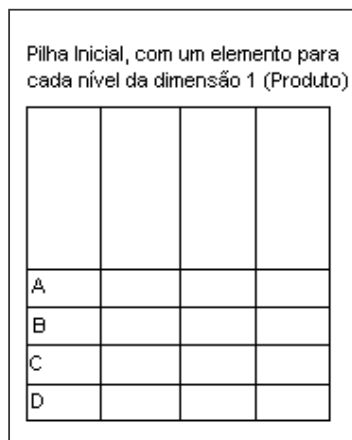 Pilha Inicial, com um elemento para
cada nível da dimensão 1 (Produto)
A
B
C
D